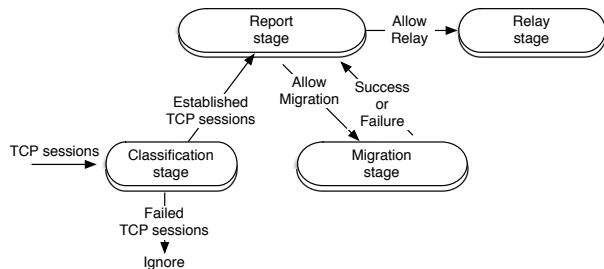 Report
stage
Allow
Relay
Relay
stage
Established
TCP sessions
Allow
Migration
Success
or
Failure
TCP sessions
Classification
stage
Migration
stage
Failed
TCP sessions
Ignore